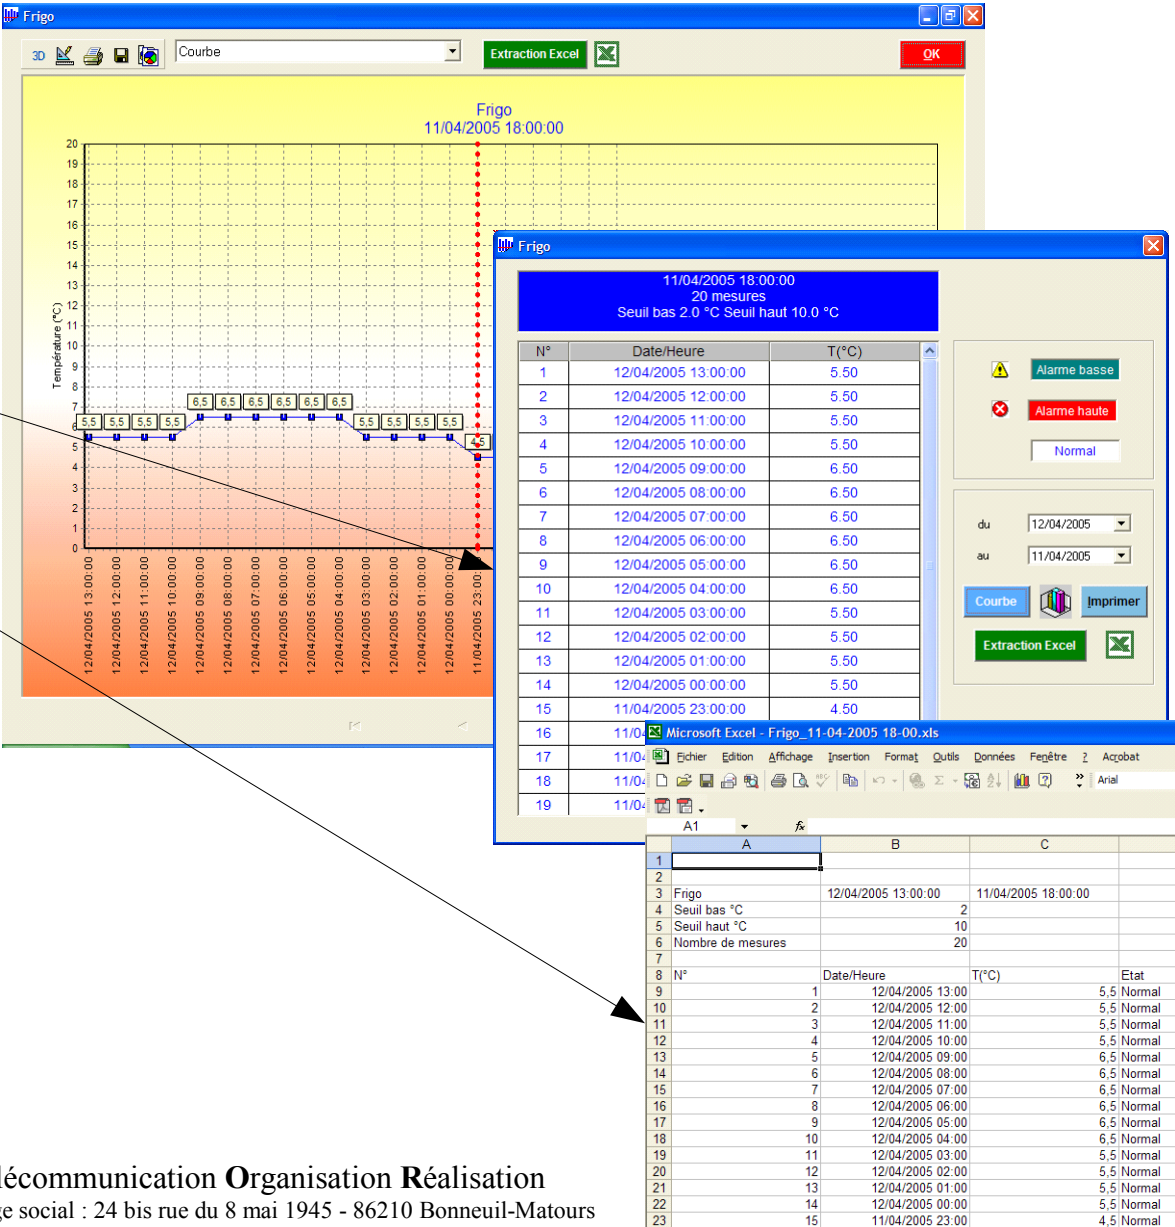 Frigo
3D
Courbe
Extraction Excel
OK
Frigo
11/04/2005 18:00:00
Température (°C)
20
19
18
17
16
15
14
13
12
11
10
9
8
7
6
5
4
3
2
1
0
5,5 5,5 5,5 5,5 6,5 6,5 6,5 6,5 6,5 6,5 5,5 5,5 5,5 5,5 4,5
12/04/2005 13:00:00
12/04/2005 12:00:00
12/04/2005 11:00:00
12/04/2005 10:00:00
12/04/2005 09:00:00
12/04/2005 08:00:00
12/04/2005 07:00:00
12/04/2005 06:00:00
12/04/2005 05:00:00
12/04/2005 04:00:00
12/04/2005 03:00:00
12/04/2005 02:00:00
12/04/2005 01:00:00
12/04/2005 00:00:00
11/04/2005 23:00:00
Frigo
11/04/2005 18:00:00
20 mesures
Seuil bas 2.0 °C Seuil haut 10.0 °C
N° Date/Heure T(°C)
1 12/04/2005 13:00:00 5.50
2 12/04/2005 12:00:00 5.50
3 12/04/2005 11:00:00 5.50
4 12/04/2005 10:00:00 5.50
5 12/04/2005 09:00:00 6.50
6 12/04/2005 08:00:00 6.50
7 12/04/2005 07:00:00 6.50
8 12/04/2005 06:00:00 6.50
9 12/04/2005 05:00:00 6.50
10 12/04/2005 04:00:00 6.50
11 12/04/2005 03:00:00 5.50
12 12/04/2005 02:00:00 5.50
13 12/04/2005 01:00:00 5.50
14 12/04/2005 00:00:00 5.50
15 11/04/2005 23:00:00 4.50
16 11/04
17 11/04
18 11/04
19 11/04
Alarme basse
Alarme haute
Normal
du 12/04/2005
au 11/04/2005
Courbe
Imprimer
Extraction Excel
Microsoft Excel - Frigo_11-04-2005 18-00.xls
Fichier Edition Affichage Insertion Format Outils Données Fenêtre ? Acrobat
Arial
A1 fx
A B C
1
2
3 Frigo 12/04/2005 13:00:00 11/04/2005 18:00:00
4 Seuil bas °C 2
5 Seuil haut °C 10
6 Nombre de mesures 20
7
8 N° Date/Heure T(°C) Etat
9 1 12/04/2005 13:00 5,5 Normal
10 2 12/04/2005 12:00 5,5 Normal
11 3 12/04/2005 11:00 5,5 Normal
12 4 12/04/2005 10:00 5,5 Normal
13 5 12/04/2005 09:00 6,5 Normal
14 6 12/04/2005 08:00 6,5 Normal
15 7 12/04/2005 07:00 6,5 Normal
16 8 12/04/2005 06:00 6,5 Normal
17 9 12/04/2005 05:00 6,5 Normal
18 10 12/04/2005 04:00 6,5 Normal
19 11 12/04/2005 03:00 5,5 Normal
20 12 12/04/2005 02:00 5,5 Normal
21 13 12/04/2005 01:00 5,5 Normal
22 14 12/04/2005 00:00 5,5 Normal
23 15 11/04/2005 23:00 4,5 Normal
lécommunication Organisation Réalisation
ge social : 24 bis rue du 8 mai 1945 - 86210 Bonneuil-Matours